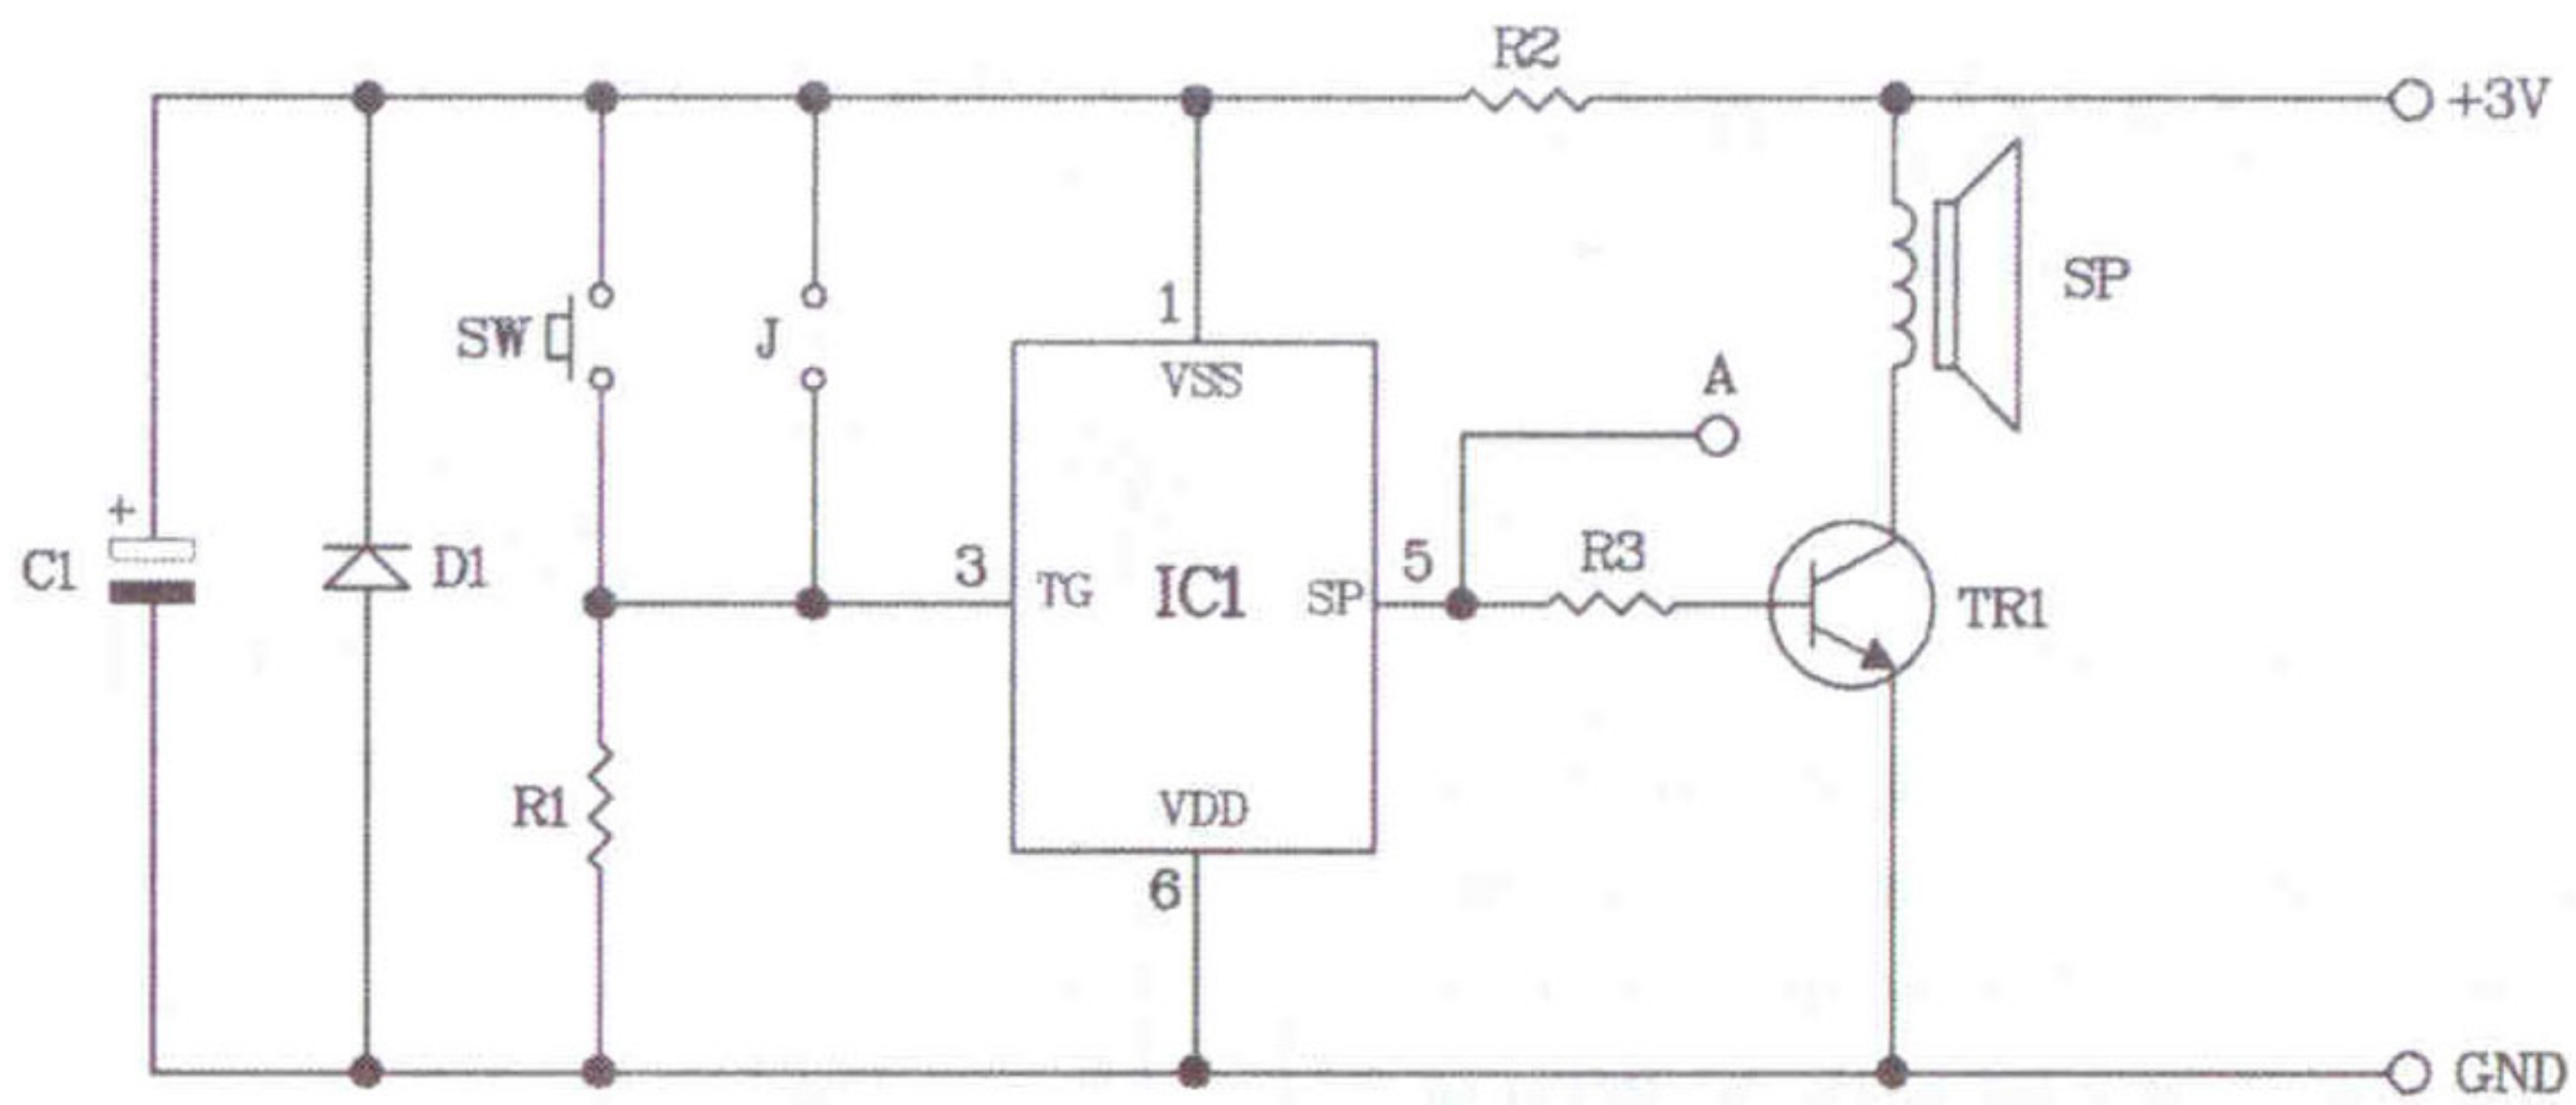 R2
+3V
SW
J
1
VSS
SP
A
+
C1
D1
3
TG
IC1
SP
5
R3
TR1
R1
VDD
6
GND